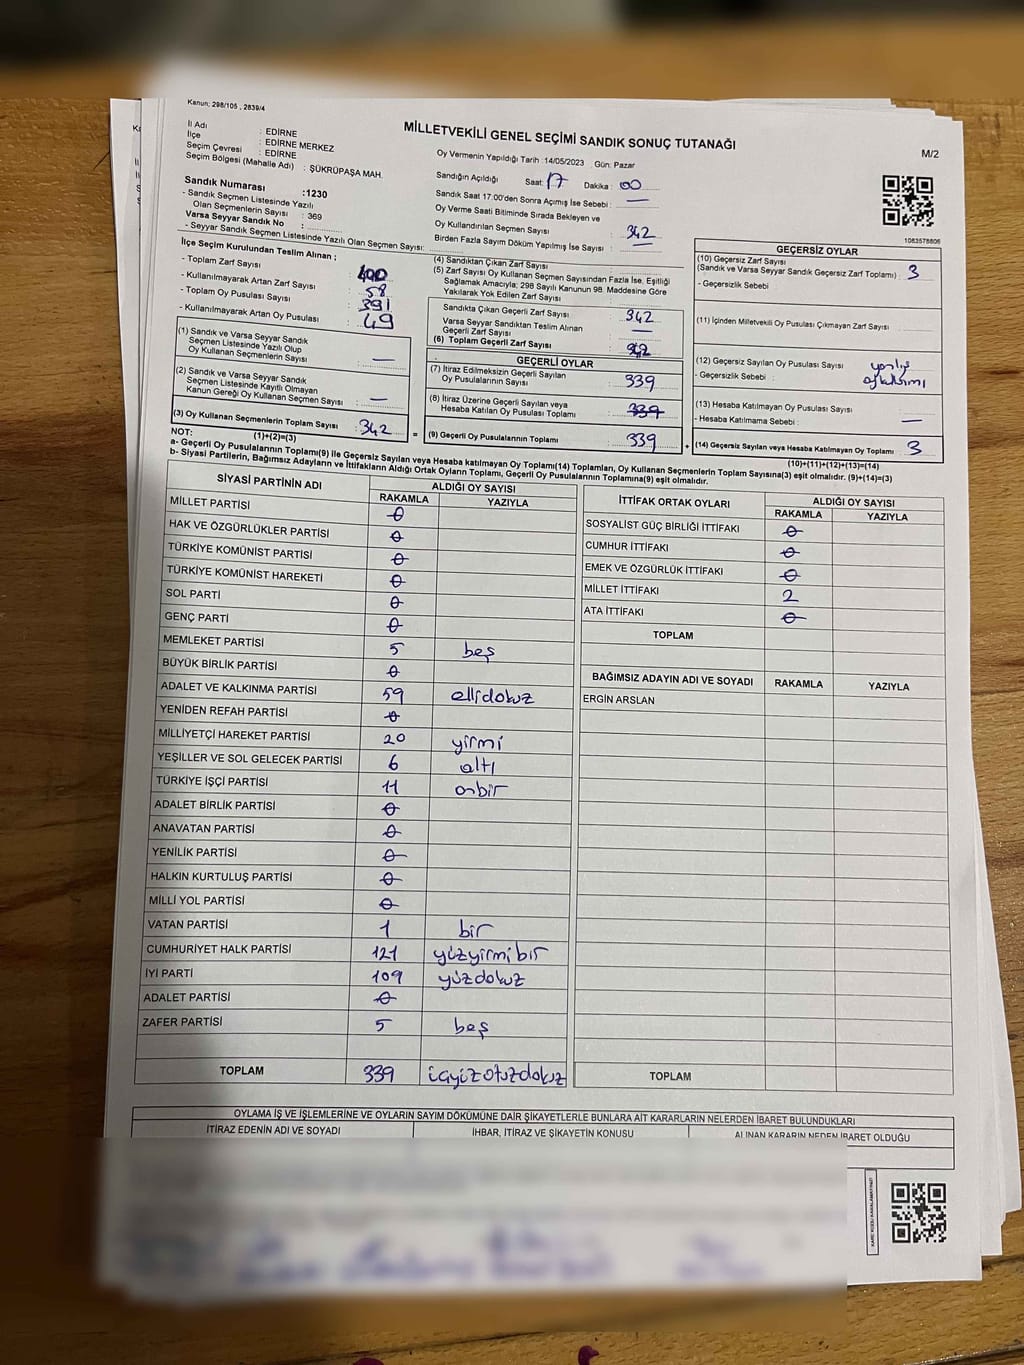 Kanun; 298/105 , 2839/4
MİLLETVEKİLİ GENEL SEÇİMİ SANDIK SONUÇ TUTANAĞI
M/2
İl Adı : EDİRNE
İlçe : EDİRNE MERKEZ
Seçim Çevresi : EDİRNE
Seçim Bölgesi (Mahalle Adı) : ŞÜKRÜPAŞA MAH.
Sandık Numarası :1230
- Sandık Seçmen Listesinde Yazılı
Olan Seçmenlerin Sayısı : 369
Varsa Seyyar Sandık No :
- Seyyar Sandık Seçmen Listesinde Yazılı Olan Seçmen Sayısı:
Oy Vermenin Yapıldığı Tarih :14/05/2023 Gün: Pazar
Sandığın Açıldığı Saat: 17 Dakika : 00
Sandık Saat 17:00'den Sonra Açımış İse Sebebi : —
Oy Verme Saati Bitiminde Sırada Bekleyen ve
Oy Kullandırılan Seçmen Sayısı : 342
Birden Fazla Sayım Döküm Yapılmış İse Sayısı : —
1083578806
İlçe Seçim Kurulundan Teslim Alınan ;
- Toplam Zarf Sayısı : 400
- Kullanılmayarak Artan Zarf Sayısı : 58
- Toplam Oy Pusulası Sayısı : 391
- Kullanılmayarak Artan Oy Pusulası : 49
(1) Sandık ve Varsa Seyyar Sandık
Seçmen Listesinde Yazılı Olup
Oy Kullanan Seçmenlerin Sayısı : —
(2) Sandık ve Varsa Seyyar Sandık
Seçmen Listesinde Kayıtlı Olmayan
Kanun Gereği Oy Kullanan Seçmen Sayısı : —
(3) Oy Kullanan Seçmenlerin Toplam Sayısı : 342
(1)+(2)=(3)
(4) Sandıktan Çıkan Zarf Sayısı :
(5) Zarf Sayısı Oy Kullanan Seçmen Sayısından Fazla İse, Eşitliği
Sağlamak Amacıyla; 298 Sayılı Kanunun 98. Maddesine Göre
Yakılarak Yok Edilen Zarf Sayısı :
Sandıkta Çıkan Geçerli Zarf Sayısı : 342
Varsa Seyyar Sandıktan Teslim Alınan
Geçerli Zarf Sayısı : —
(6) Toplam Geçerli Zarf Sayısı : 342
GEÇERLİ OYLAR
(7) İtiraz Edilmeksizin Geçerli Sayılan
Oy Pusulalarının Sayısı : 339
(8) İtiraz Üzerine Geçerli Sayılan veya
Hesaba Katılan Oy Pusulası Toplamı : 339
= (9) Geçerli Oy Pusulalarının Toplamı : 339 +
GEÇERSİZ OYLAR
(10) Geçersiz Zarf Sayısı
(Sandık ve Varsa Seyyar Sandık Geçersiz Zarf Toplamı) : 3
- Geçersizlik Sebebi :
(11) İçinden Milletvekili Oy Pusulası Çıkmayan Zarf Sayısı :
(12) Geçersiz Sayılan Oy Pusulası Sayısı : yanlış
- Geçersizlik Sebebi :
(13) Hesaba Katılmayan Oy Pusulası Sayısı :
- Hesaba Katılmama Sebebi : —
(14) Geçersiz Sayılan veya Hesaba Katılmayan Oy Toplamı : 3
(10)+(11)+(12)+(13)=(14)
NOT:
a- Geçerli Oy Pusulalarının Toplamı(9) ile Geçersiz Sayılan veya Hesaba katılmayan Oy Toplamı(14) Toplamları, Oy Kullanan Seçmenlerin Toplam Sayısına(3) eşit olmalıdır. (9)+(14)=(3)
b- Siyasi Partilerin, Bağımsız Adayların ve İttifakların Aldığı Ortak Oyların Toplamı, Geçerli Oy Pusulalarının Toplamına(9) eşit olmalıdır.
SİYASİ PARTİNİN ADI ALDIĞI OY SAYISI
RAKAMLA YAZIYLA
MİLLET PARTİSİ 0
HAK VE ÖZGÜRLÜKLER PARTİSİ 0
TÜRKİYE KOMÜNİST PARTİSİ 0
TÜRKİYE KOMÜNİST HAREKETİ 0
SOL PARTİ 0
GENÇ PARTİ 0
MEMLEKET PARTİSİ 5 beş
BÜYÜK BİRLİK PARTİSİ 0
ADALET VE KALKINMA PARTİSİ 59 ellidokuz
YENİDEN REFAH PARTİSİ 0
MİLLİYETÇİ HAREKET PARTİSİ 20 yirmi
YEŞİLLER VE SOL GELECEK PARTİSİ 6 altı
TÜRKİYE İŞÇİ PARTİSİ 11 onbir
ADALET BİRLİK PARTİSİ 0
ANAVATAN PARTİSİ 0
YENİLİK PARTİSİ 0
HALKIN KURTULUŞ PARTİSİ 0
MİLLİ YOL PARTİSİ 0
VATAN PARTİSİ 1 bir
CUMHURİYET HALK PARTİSİ 121 yüzyirmibir
İYİ PARTİ 109 yüzdokuz
ADALET PARTİSİ 0
ZAFER PARTİSİ 5 beş
TOPLAM 339 üçyüzotuzdokuz
İTTİFAK ORTAK OYLARI ALDIĞI OY SAYISI
RAKAMLA YAZIYLA
SOSYALİST GÜÇ BİRLİĞİ İTTİFAKI 0
CUMHUR İTTİFAKI 0
EMEK VE ÖZGÜRLÜK İTTİFAKI 0
MİLLET İTTİFAKI 2
ATA İTTİFAKI 0
TOPLAM
BAĞIMSIZ ADAYIN ADI VE SOYADI RAKAMLA YAZIYLA
ERGİN ARSLAN
TOPLAM
OYLAMA İŞ VE İŞLEMLERİNE VE OYLARIN SAYIM DÖKÜMÜNE DAİR ŞİKAYETLERLE BUNLARA AİT KARARLARIN NELERDEN İBARET BULUNDUKLARI
İTİRAZ EDENİN ADI VE SOYADI İHBAR, İTİRAZ VE ŞİKAYETİN KONUSU ALINAN KARARIN NEDEN İBARET OLDUĞU